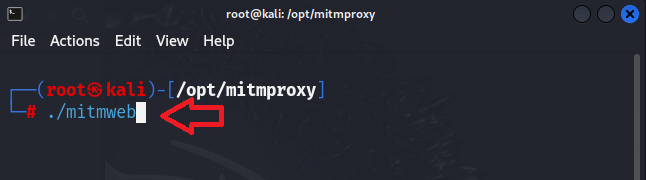 root@kali: /opt/mitmproxy
File Actions Edit View Help
┌──(root㉿kali)-[/opt/mitmproxy]
└─# ./mitmweb